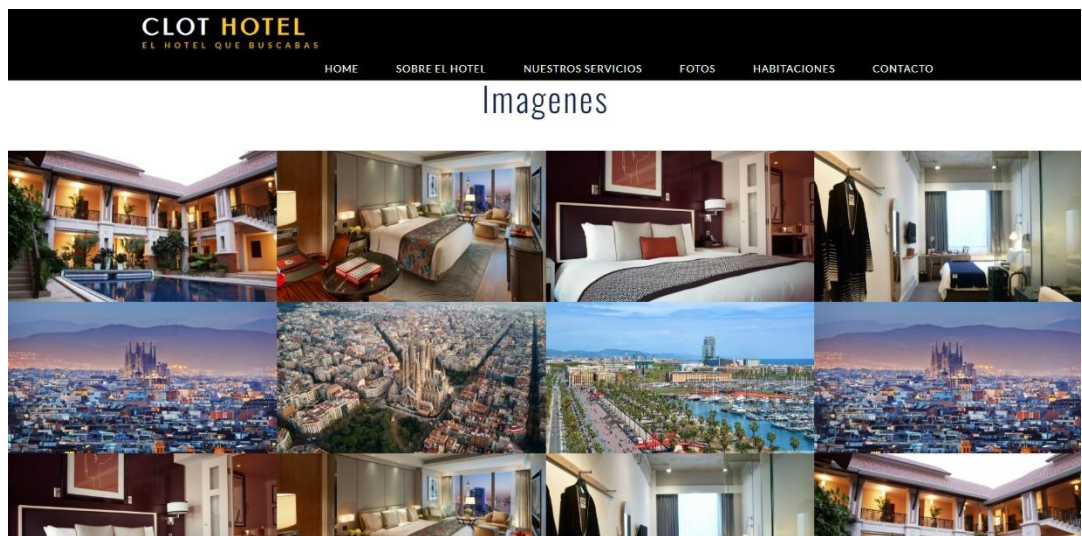 CLOT HOTEL
EL HOTEL QUE BUSCABAS
HOME SOBRE EL HOTEL NUESTROS SERVICIOS FOTOS HABITACIONES CONTACTO
Imagenes